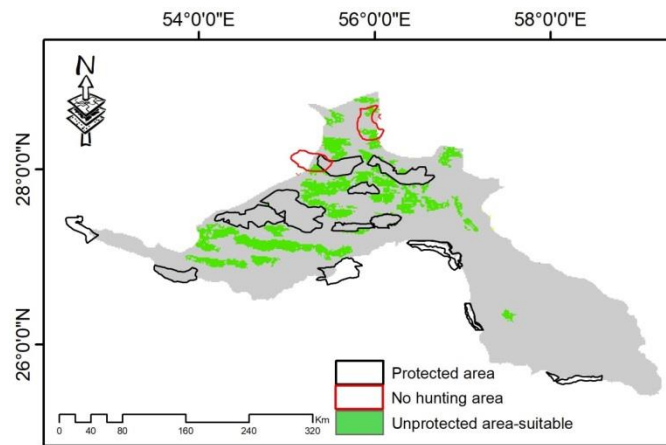 54°0'0"E 56°0'0"E 58°0'0"E
N
28°0'0"N
26°0'0"N
Protected area
No hunting area
Unprotected area-suitable
Km
0 20 40 80 160 240 320